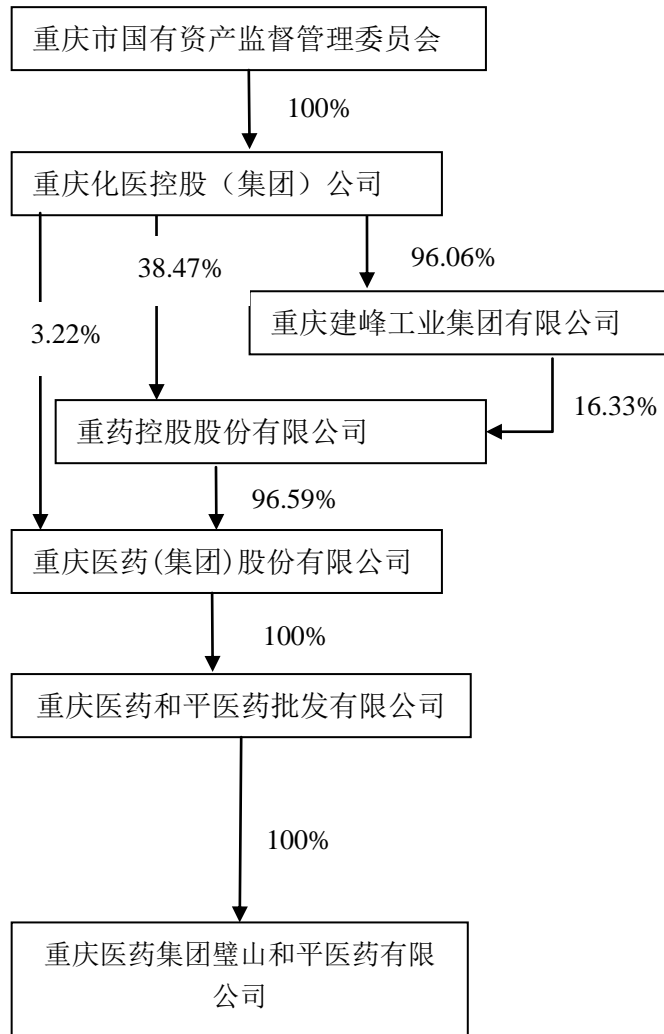 重庆市国有资产监督管理委员会
100%
重庆化医控股（集团）公司
38.47%
96.06%
3.22%
重庆建峰工业集团有限公司
16.33%
重药控股股份有限公司
96.59%
重庆医药(集团)股份有限公司
100%
重庆医药和平医药批发有限公司
100%
重庆医药集团璧山和平医药有限
公司